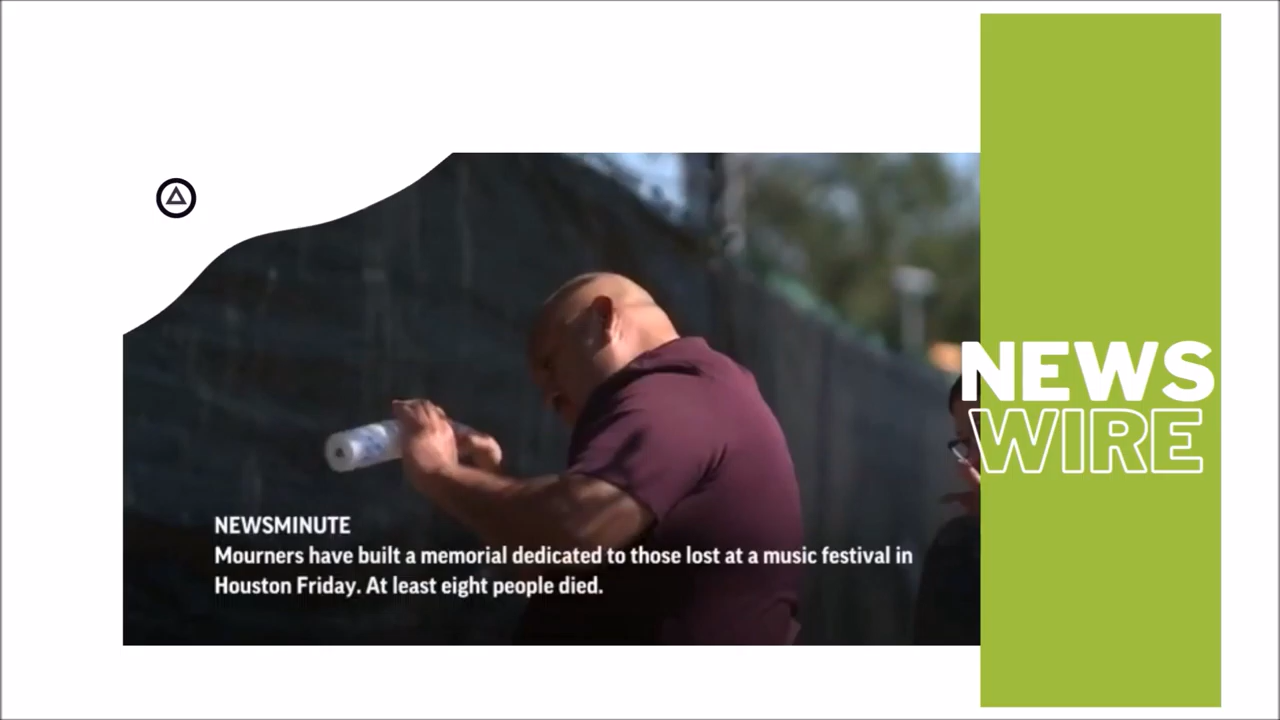 NEWSMINUTE
Mourners have built a memorial dedicated to those lost at a music festival in
Houston Friday. At least eight people died.
NEWS
WIRE